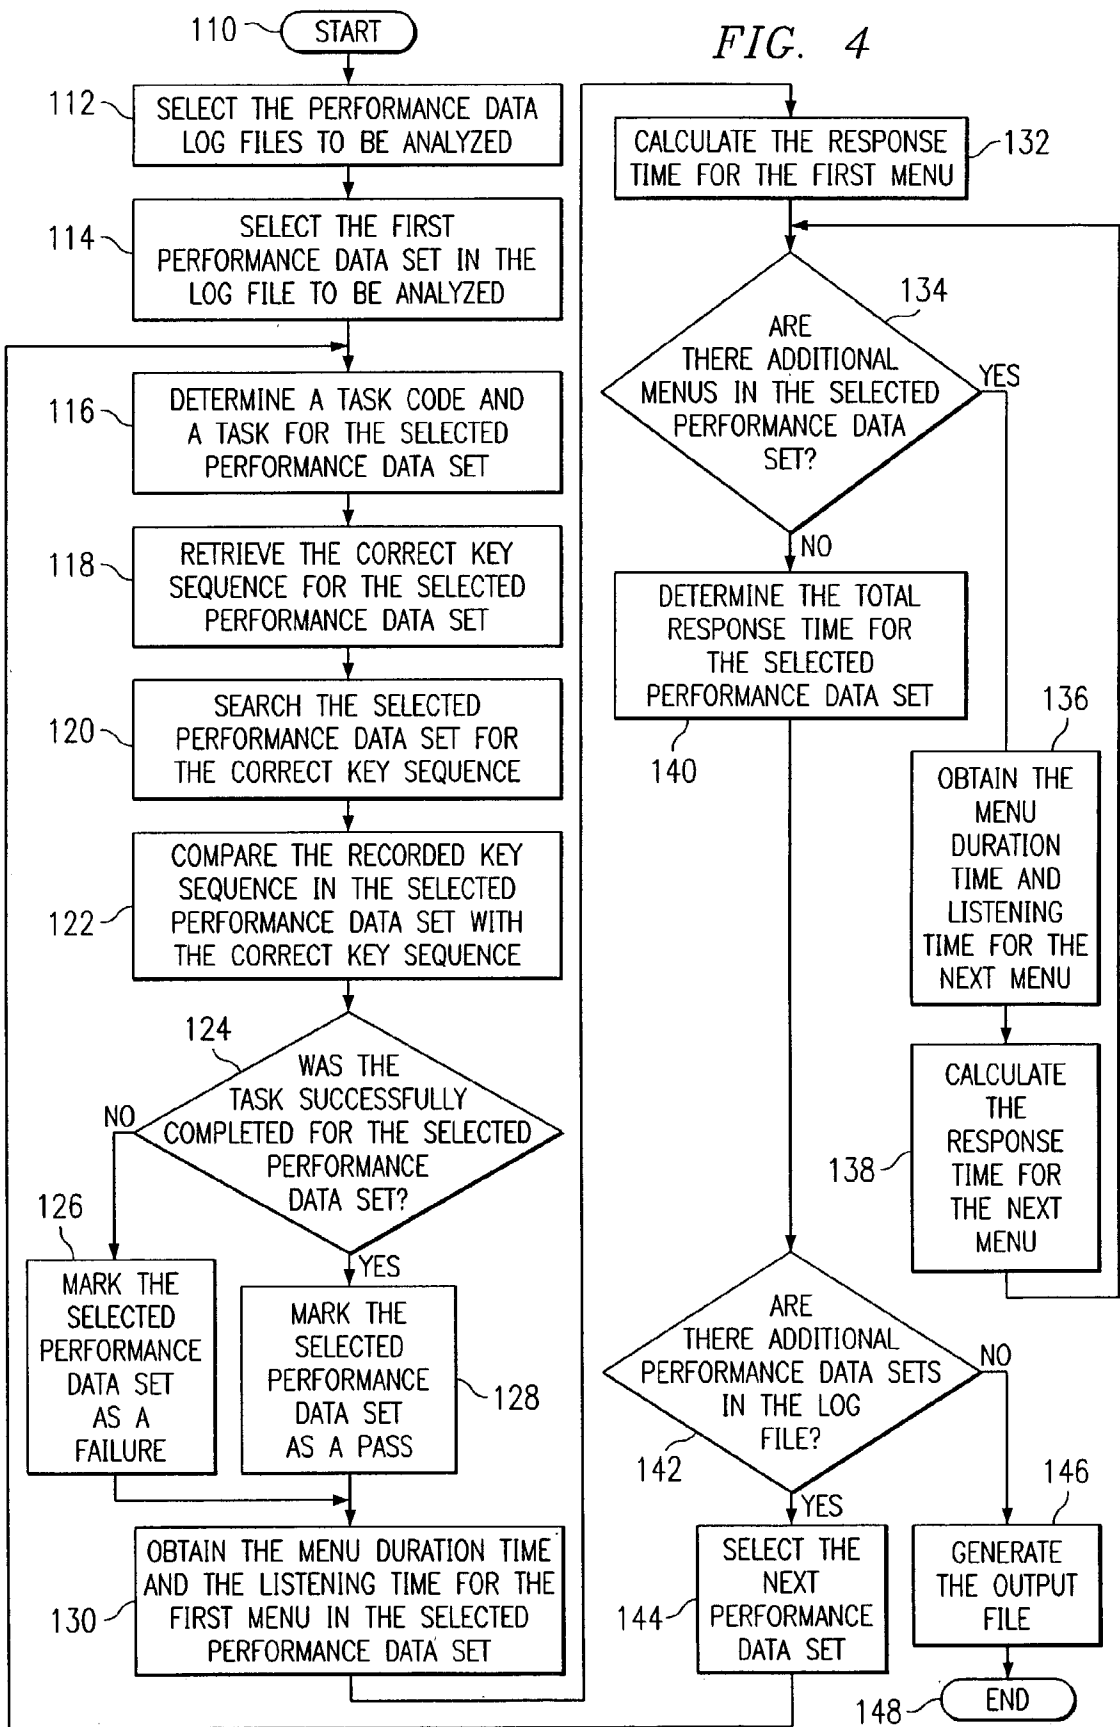 FIG. 4
110
START
112
SELECT THE PERFORMANCE DATA
LOG FILES TO BE ANALYZED
114
SELECT THE FIRST
PERFORMANCE DATA SET IN THE
LOG FILE TO BE ANALYZED
116
DETERMINE A TASK CODE AND
A TASK FOR THE SELECTED
PERFORMANCE DATA SET
118
RETRIEVE THE CORRECT KEY
SEQUENCE FOR THE SELECTED
PERFORMANCE DATA SET
120
SEARCH THE SELECTED
PERFORMANCE DATA SET FOR
THE CORRECT KEY SEQUENCE
122
COMPARE THE RECORDED KEY
SEQUENCE IN THE SELECTED
PERFORMANCE DATA SET WITH
THE CORRECT KEY SEQUENCE
124
WAS THE
TASK SUCCESSFULLY
COMPLETED FOR THE SELECTED
PERFORMANCE
DATA SET?
NO
YES
126
MARK THE
SELECTED
PERFORMANCE
DATA SET
AS A
FAILURE
MARK THE
SELECTED
PERFORMANCE
DATA SET
AS A PASS
128
130
OBTAIN THE MENU DURATION TIME
AND THE LISTENING TIME FOR THE
FIRST MENU IN THE SELECTED
PERFORMANCE DATA SET
CALCULATE THE RESPONSE
TIME FOR THE FIRST MENU
132
134
ARE
THERE ADDITIONAL
MENUS IN THE SELECTED
PERFORMANCE DATA
SET?
YES
NO
DETERMINE THE TOTAL
RESPONSE TIME FOR
THE SELECTED
PERFORMANCE DATA SET
140
136
OBTAIN THE
MENU
DURATION
TIME AND
LISTENING
TIME FOR THE
NEXT MENU
138
CALCULATE
THE
RESPONSE
TIME FOR
THE NEXT
MENU
ARE
THERE ADDITIONAL
PERFORMANCE DATA SETS
IN THE LOG
FILE?
142
NO
YES
144
SELECT THE
NEXT
PERFORMANCE
DATA SET
146
GENERATE
THE OUTPUT
FILE
148
END